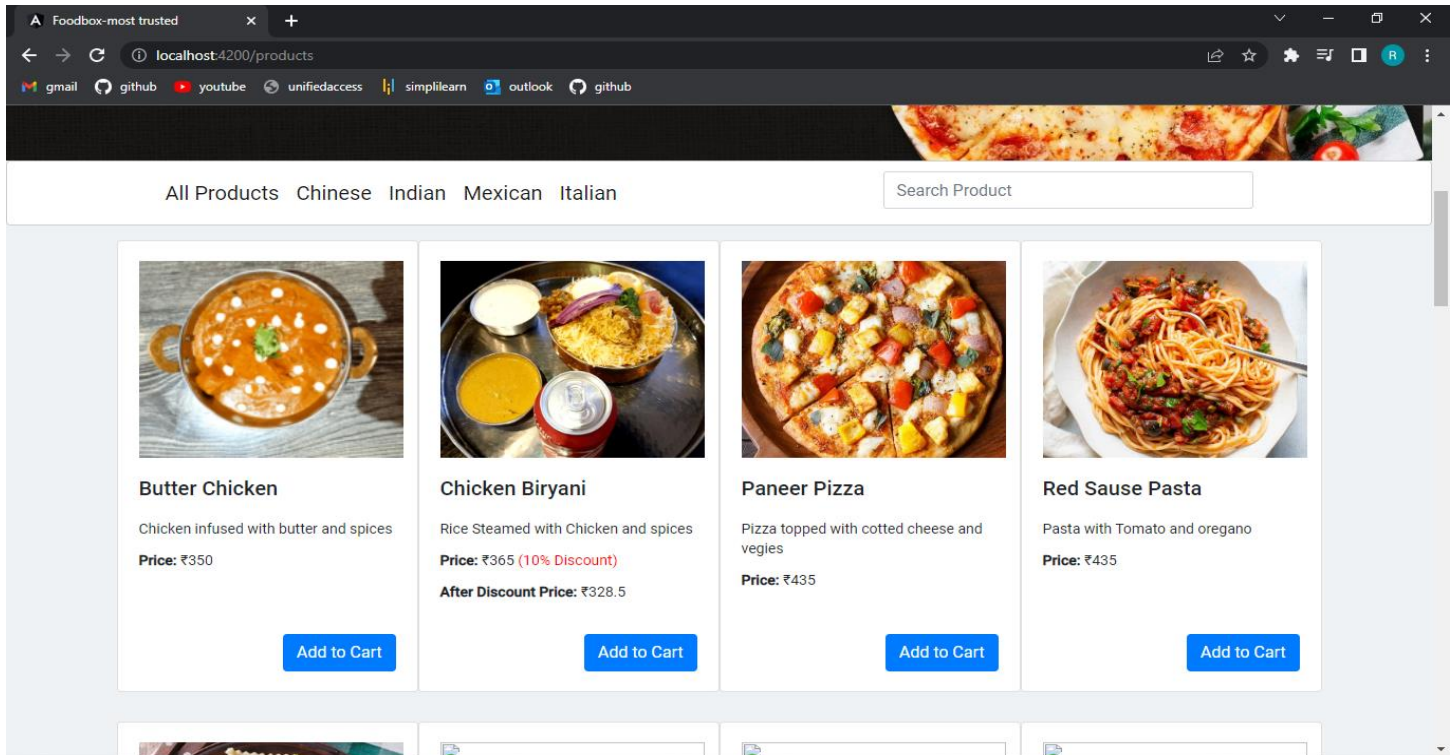 Foodbox-most trusted
localhost:4200/products
R
gmail github youtube unifiedaccess simplilearn outlook github
All Products Chinese Indian Mexican Italian
Search Product
Butter Chicken
Chicken infused with butter and spices
Price: ₹350
Add to Cart
Chicken Biryani
Rice Steamed with Chicken and spices
Price: ₹365 (10% Discount)
After Discount Price: ₹328.5
Add to Cart
Paneer Pizza
Pizza topped with cotted cheese and
vegies
Price: ₹435
Add to Cart
Red Sause Pasta
Pasta with Tomato and oregano
Price: ₹435
Add to Cart